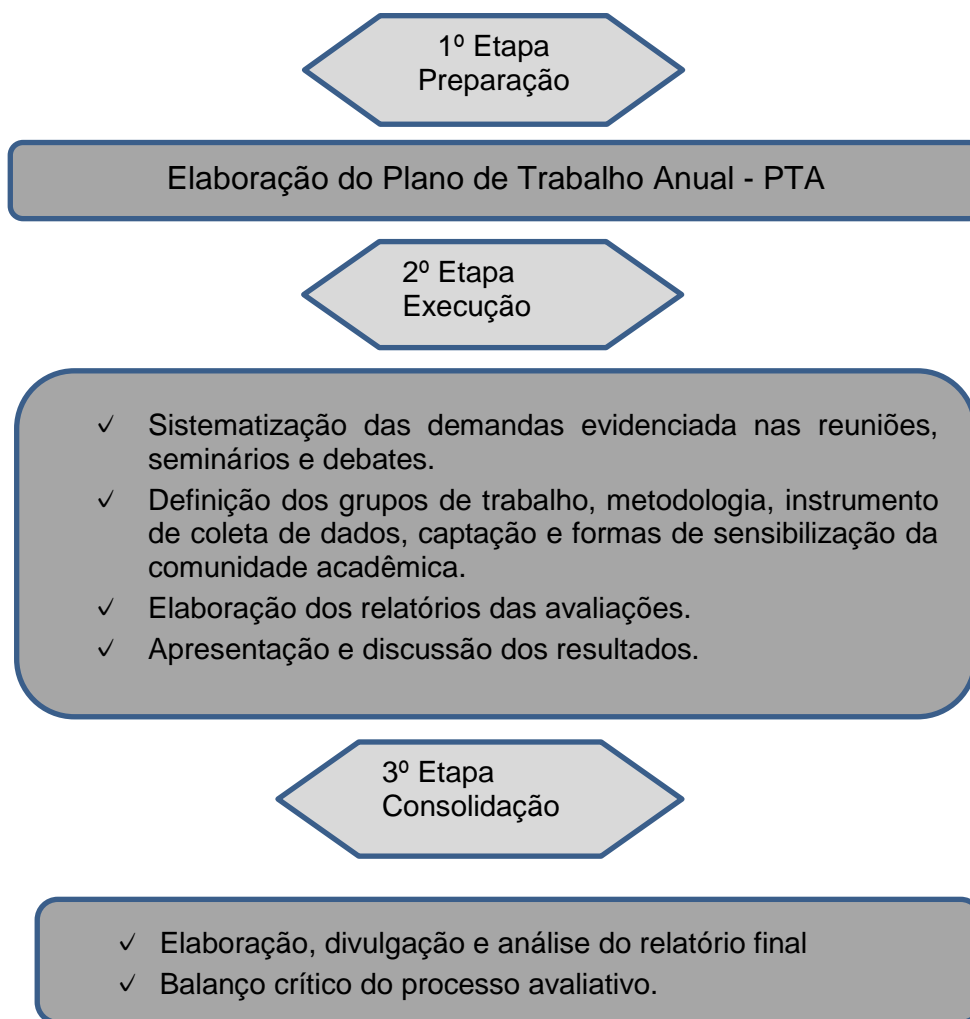 1º Etapa
Preparação
Elaboração do Plano de Trabalho Anual - PTA
2º Etapa
Execução
✓ Sistematização das demandas evidenciada nas reuniões,
seminários e debates.
✓ Definição dos grupos de trabalho, metodologia, instrumento
de coleta de dados, captação e formas de sensibilização da
comunidade acadêmica.
✓ Elaboração dos relatórios das avaliações.
✓ Apresentação e discussão dos resultados.
3º Etapa
Consolidação
✓ Elaboração, divulgação e análise do relatório final
✓ Balanço crítico do processo avaliativo.